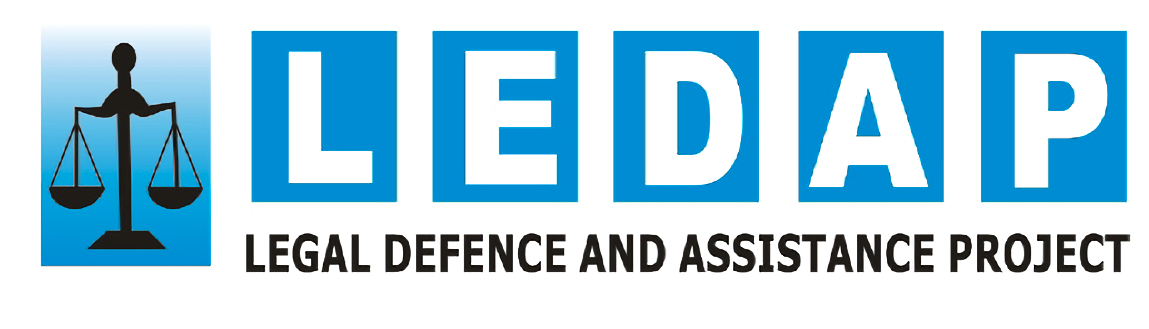 LEDAP
LEGAL DEFENCE AND ASSISTANCE PROJECT